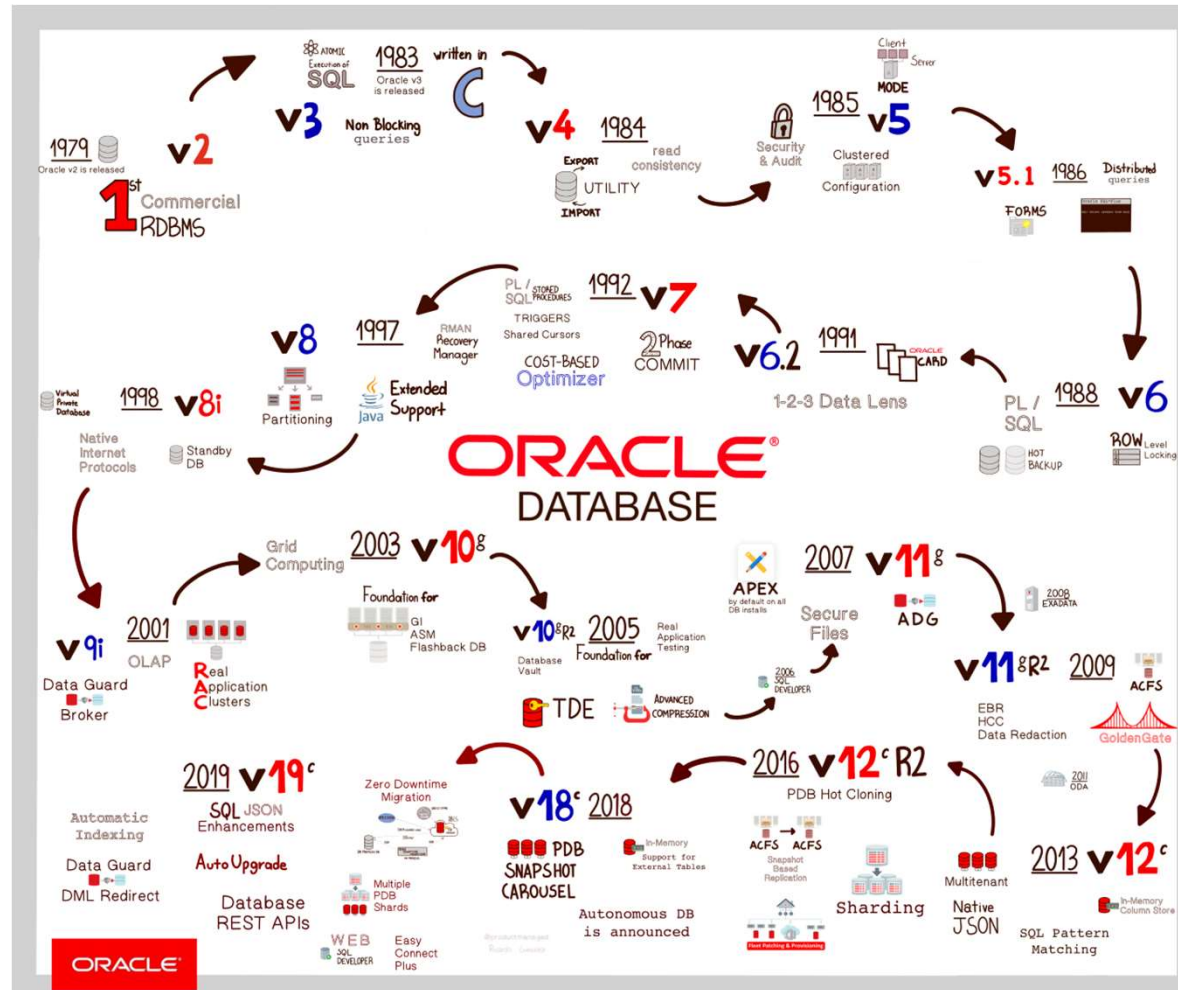 1979
Oracle v2 is released
v2
1st Commercial
RDBMS
ATOMIC
Execution of
SQL
1983
Oracle v3
is released
written in
C
v3
Non Blocking
queries
v4
1984
read
consistency
EXPORT
UTILITY
IMPORT
Security
& Audit
1985
v5
Client
Server
MODE
Clustered
Configuration
v5.1
1986
Distributed
queries
FORMS
1988
v6
PL /
SQL
HOT
BACKUP
ROW Level
Locking
v6.2
1991
ORACLE
CARD
1-2-3 Data Lens
1992
v7
PL /
SQL
STORED
PROCEDURES
TRIGGERS
Shared Cursors
COST-BASED
Optimizer
2 Phase
COMMIT
v8
1997
RMAN
Recovery
Manager
Partitioning
Java
Extended
Support
Virtual
Private
Database
1998
v8i
Native
Internet
Protocols
Standby
DB
ORACLE®
DATABASE
v9i
2001
OLAP
Data Guard
Broker
Real
Application
Clusters
Grid
Computing
2003
v10g
Foundation for
GI
ASM
Flashback DB
v10gR2
2005
Real
Application
Testing
Database
Vault
Foundation for
TDE
ADVANCED
COMPRESSION
2006
SQL
DEVELOPER
APEX
by default on all
DB installs
2007
v11g
Secure
Files
ADG
2008
EXADATA
v11gR2
2009
ACFS
EBR
HCC
Data Redaction
GoldenGate
2011
ODA
2013
v12c
In-Memory
Column Store
Multitenant
Native
JSON
SQL Pattern
Matching
2016
v12c R2
PDB Hot Cloning
ACFS
ACFS
Snapshot
Based
Replication
Sharding
Fleet Patching & Provisioning
v18c
2018
PDB
SNAPSHOT
CAROUSEL
In-Memory
Support for
External Tables
Autonomous DB
is announced
2019
v19c
SQL JSON
Enhancements
Zero Downtime
Migration
Automatic
Indexing
AutoUpgrade
Data Guard
DML Redirect
Database
REST APIs
Multiple
PDB
Shards
WEB
SQL
DEVELOPER
Easy
Connect
Plus
ORACLE